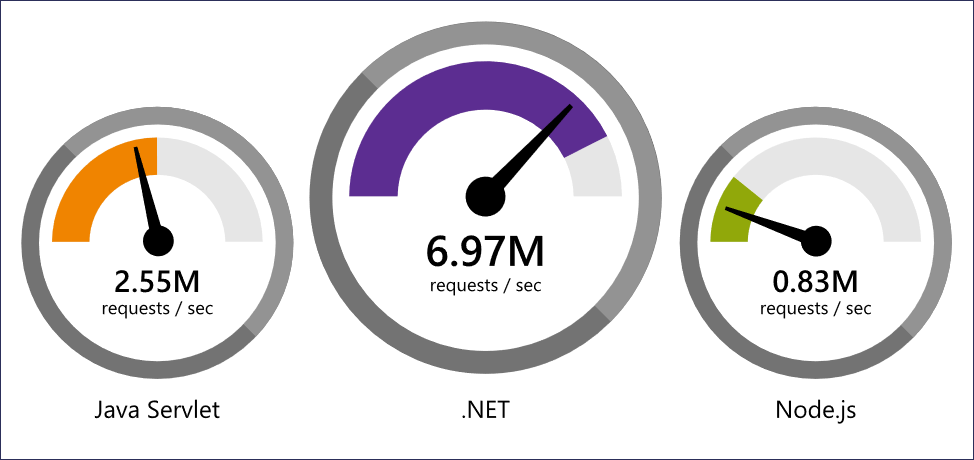 2.55M
requests / sec
Java Servlet
6.97M
requests / sec
.NET
0.83M
requests / sec
Node.js